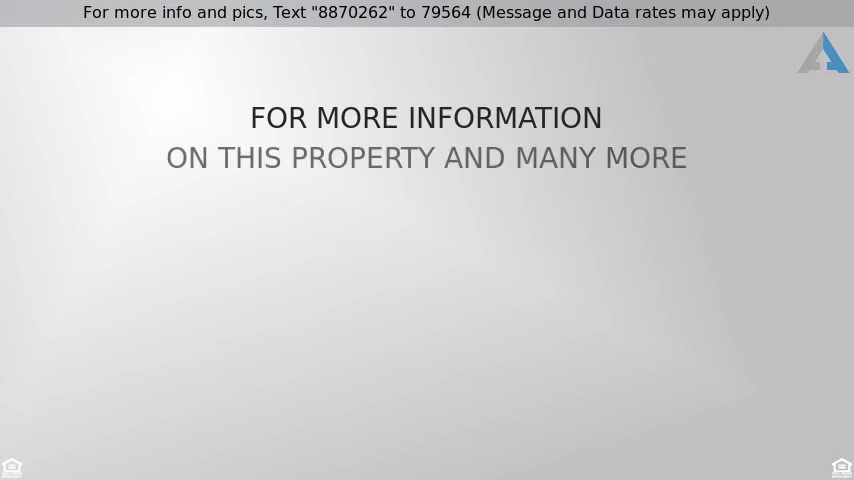 For more info and pics, Text "8870262" to 79564 (Message and Data rates may apply)
FOR MORE INFORMATION
ON THIS PROPERTY AND MANY MORE